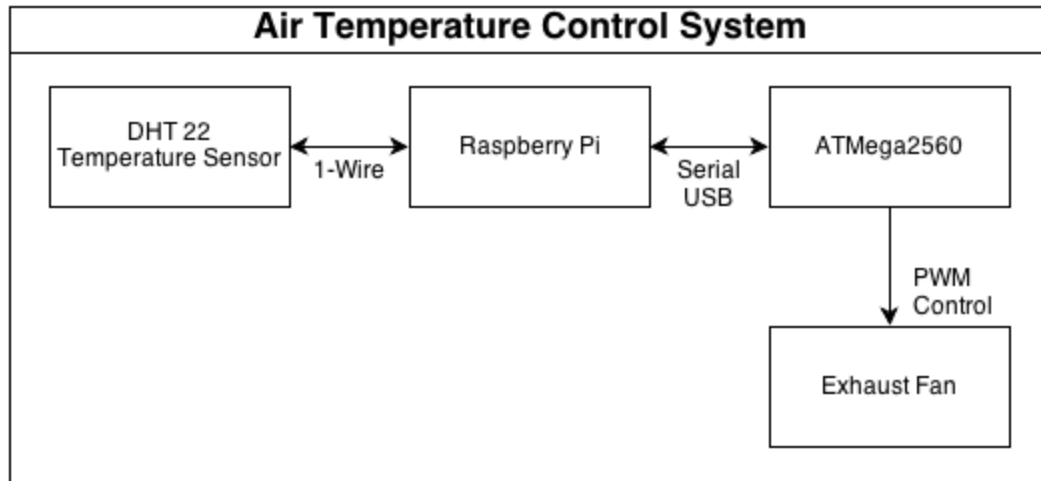 Air Temperature Control System
DHT 22
Temperature Sensor
1-Wire
Raspberry Pi
Serial
USB
ATMega2560
PWM
Control
Exhaust Fan